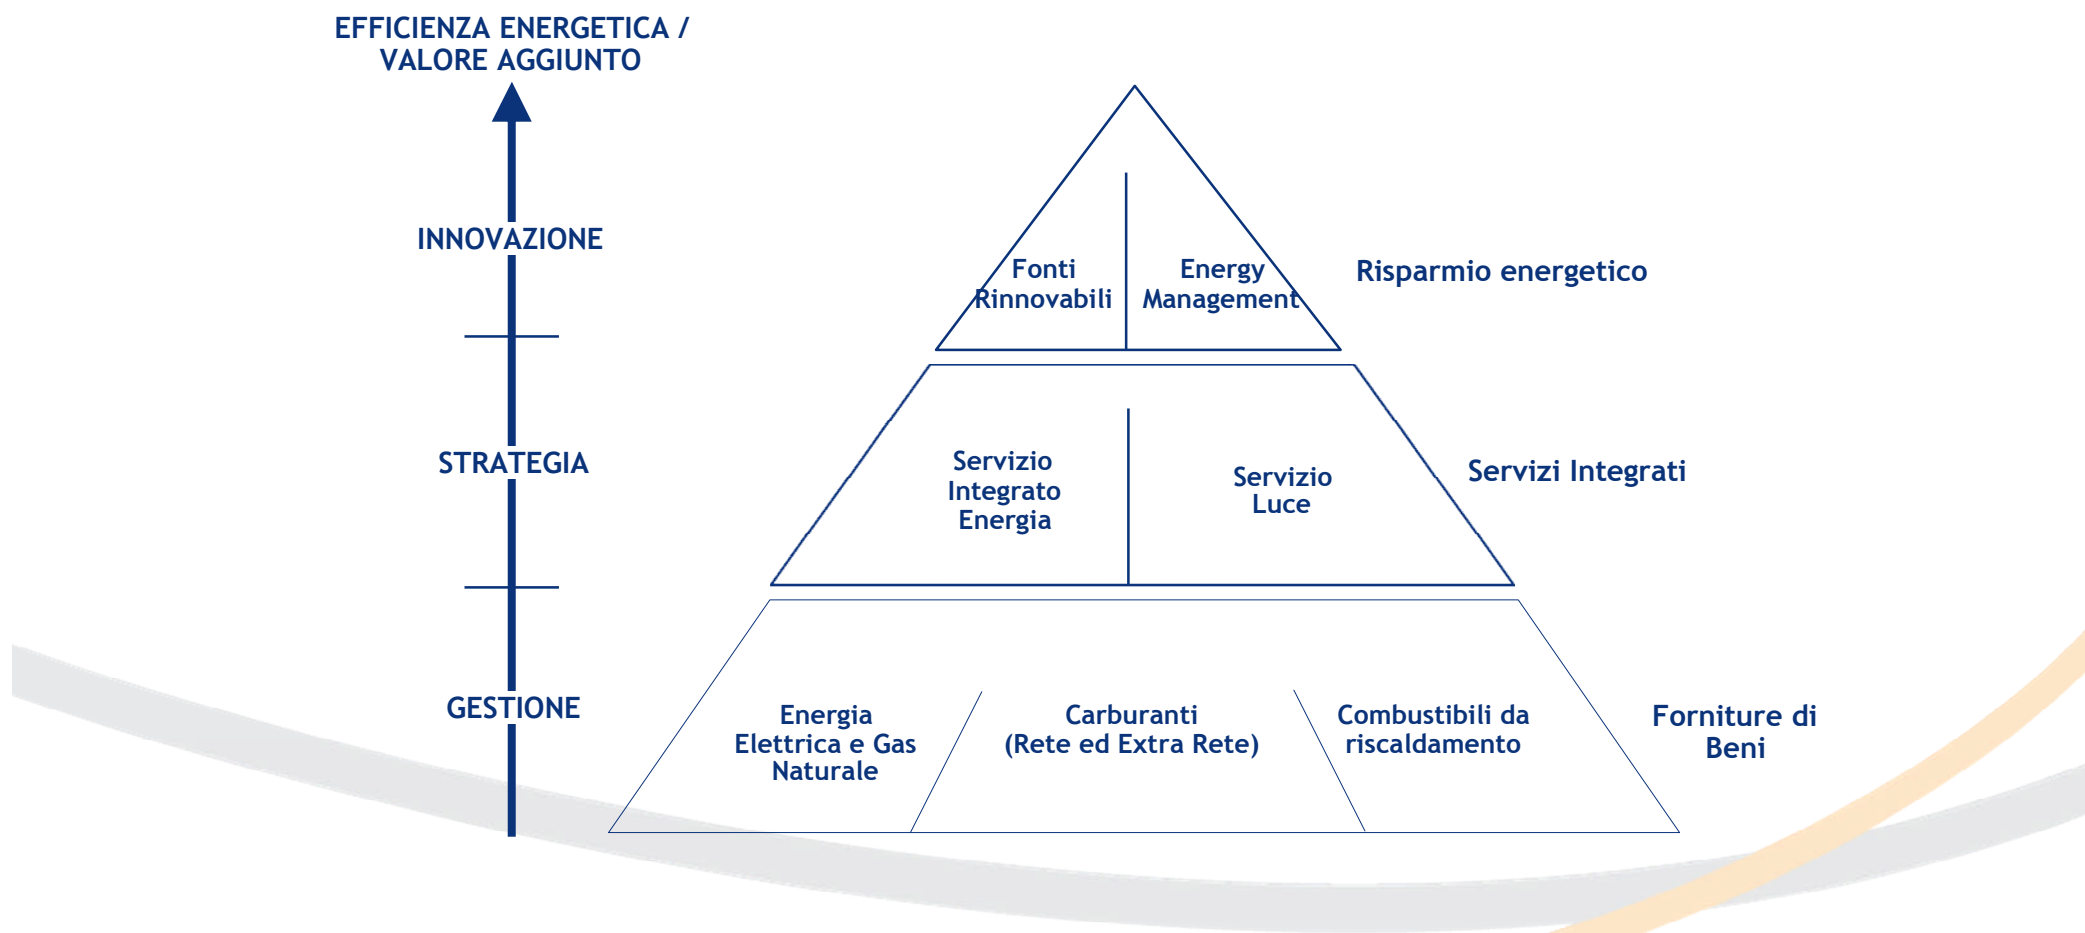 EFFICIENZA ENERGETICA /
VALORE AGGIUNTO
INNOVAZIONE
Fonti
Rinnovabili
Energy
Management
Risparmio energetico
STRATEGIA
Servizio
Integrato
Energia
Servizio
Luce
Servizi Integrati
GESTIONE
Energia
Elettrica e Gas
Naturale
Carburanti
(Rete ed Extra Rete)
Combustibili da
riscaldamento
Forniture di
Beni